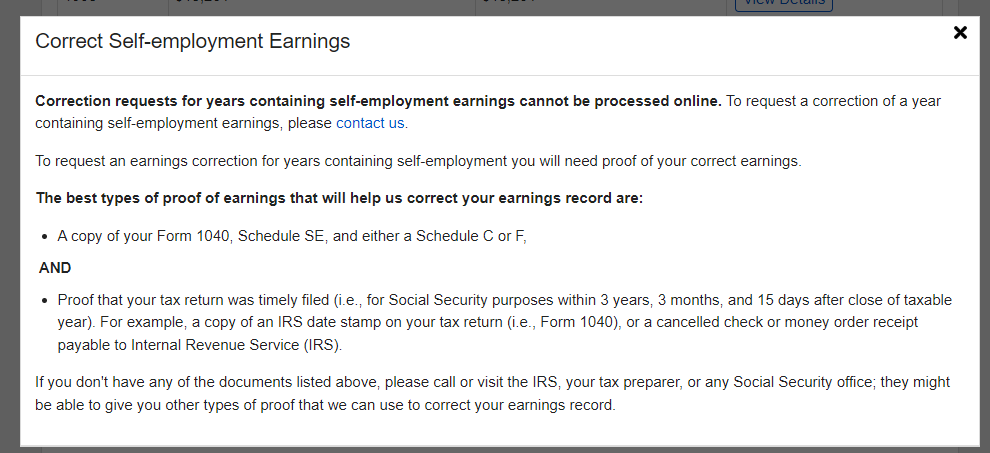 View Details
Correct Self-employment Earnings
Correction requests for years containing self-employment earnings cannot be processed online. To request a correction of a year
containing self-employment earnings, please contact us.
To request an earnings correction for years containing self-employment you will need proof of your correct earnings.
The best types of proof of earnings that will help us correct your earnings record are:
• A copy of your Form 1040, Schedule SE, and either a Schedule C or F,
AND
• Proof that your tax return was timely filed (i.e., for Social Security purposes within 3 years, 3 months, and 15 days after close of taxable
year). For example, a copy of an IRS date stamp on your tax return (i.e., Form 1040), or a cancelled check or money order receipt
payable to Internal Revenue Service (IRS).
If you don't have any of the documents listed above, please call or visit the IRS, your tax preparer, or any Social Security office; they might
be able to give you other types of proof that we can use to correct your earnings record.